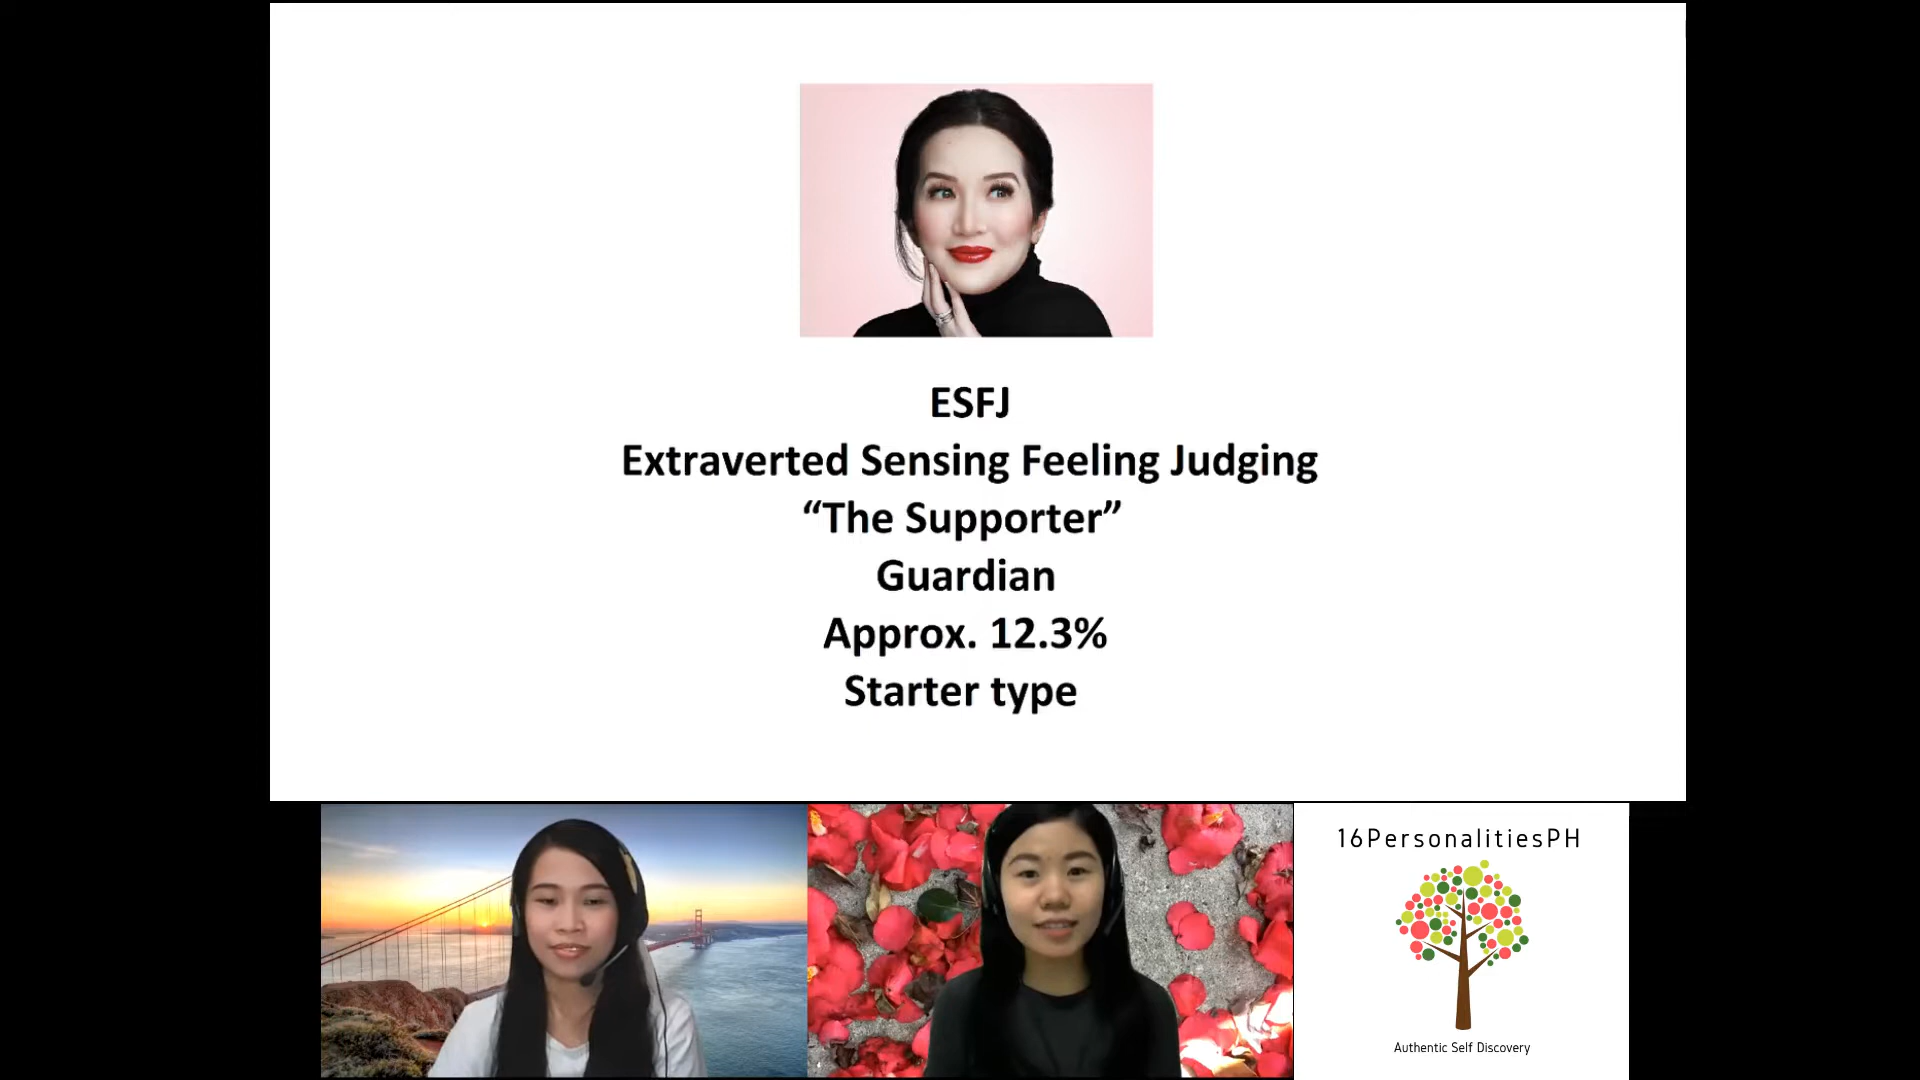 ESFJ
Extraverted Sensing Feeling Judging
“The Supporter”
Guardian
Approx. 12.3%
Starter type
16PersonalitiesPH
Authentic Self Discovery